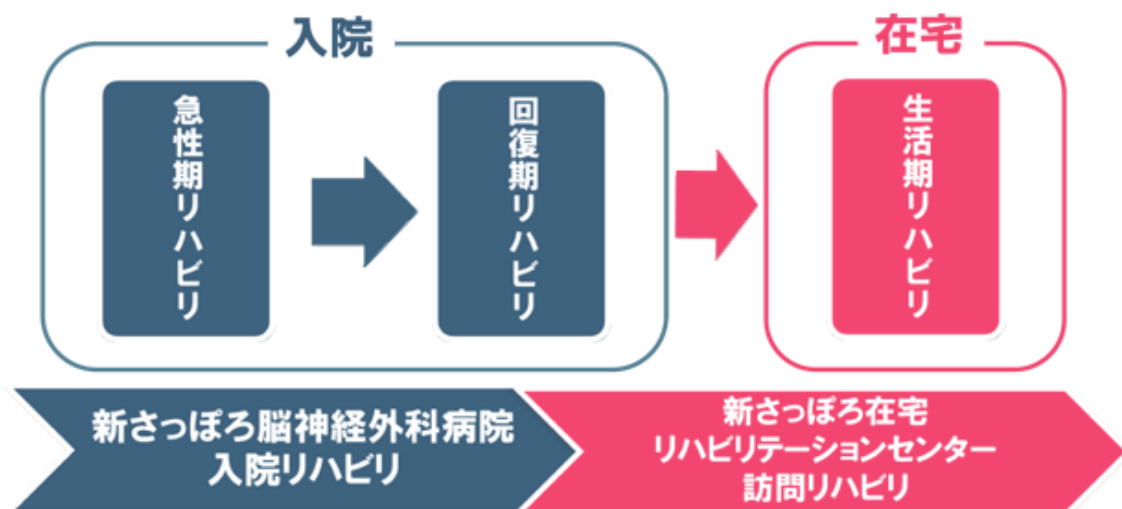 入院
在宅
急性期リハビリ
回復期リハビリ
生活期リハビリ
新さっぽろ脳神経外科病院
入院リハビリ
新さっぽろ在宅
リハビリテーションセンター
訪問リハビリ